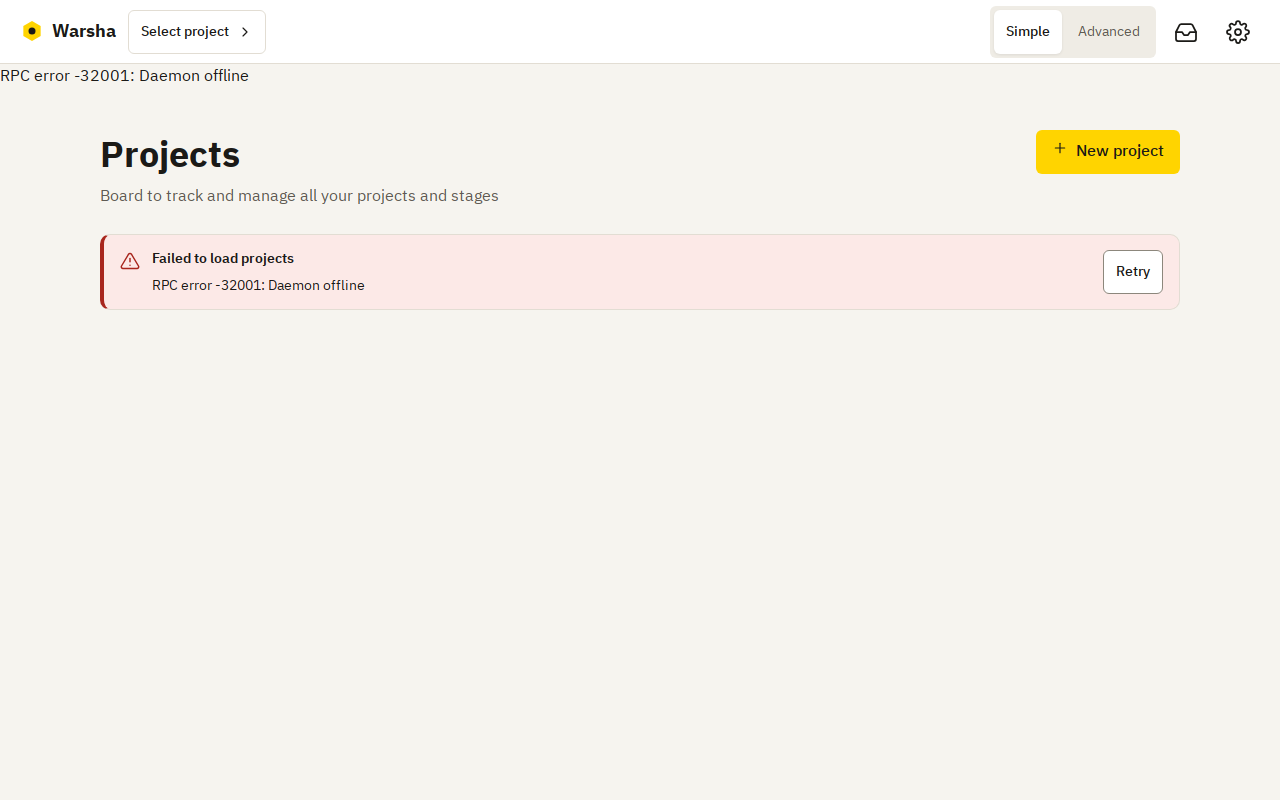 Warsha
Select project
Simple
Advanced
RPC error -32001: Daemon offline
Projects
New project
Board to track and manage all your projects and stages
Failed to load projects
RPC error -32001: Daemon offline
Retry